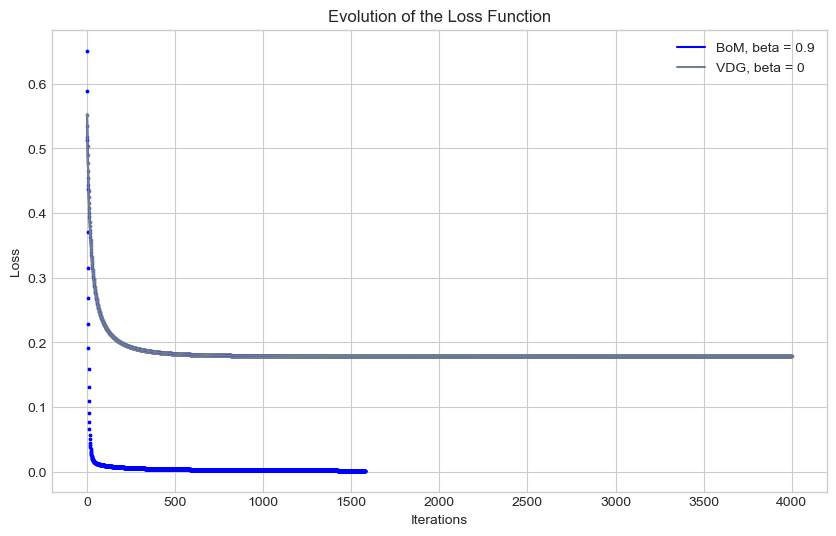 Evolution of the Loss Function
BoM, beta = 0.9
VDG, beta = 0
Loss
0.6
0.5
0.4
0.3
0.2
0.1
0.0
0 500 1000 1500 2000 2500 3000 3500 4000
Iterations